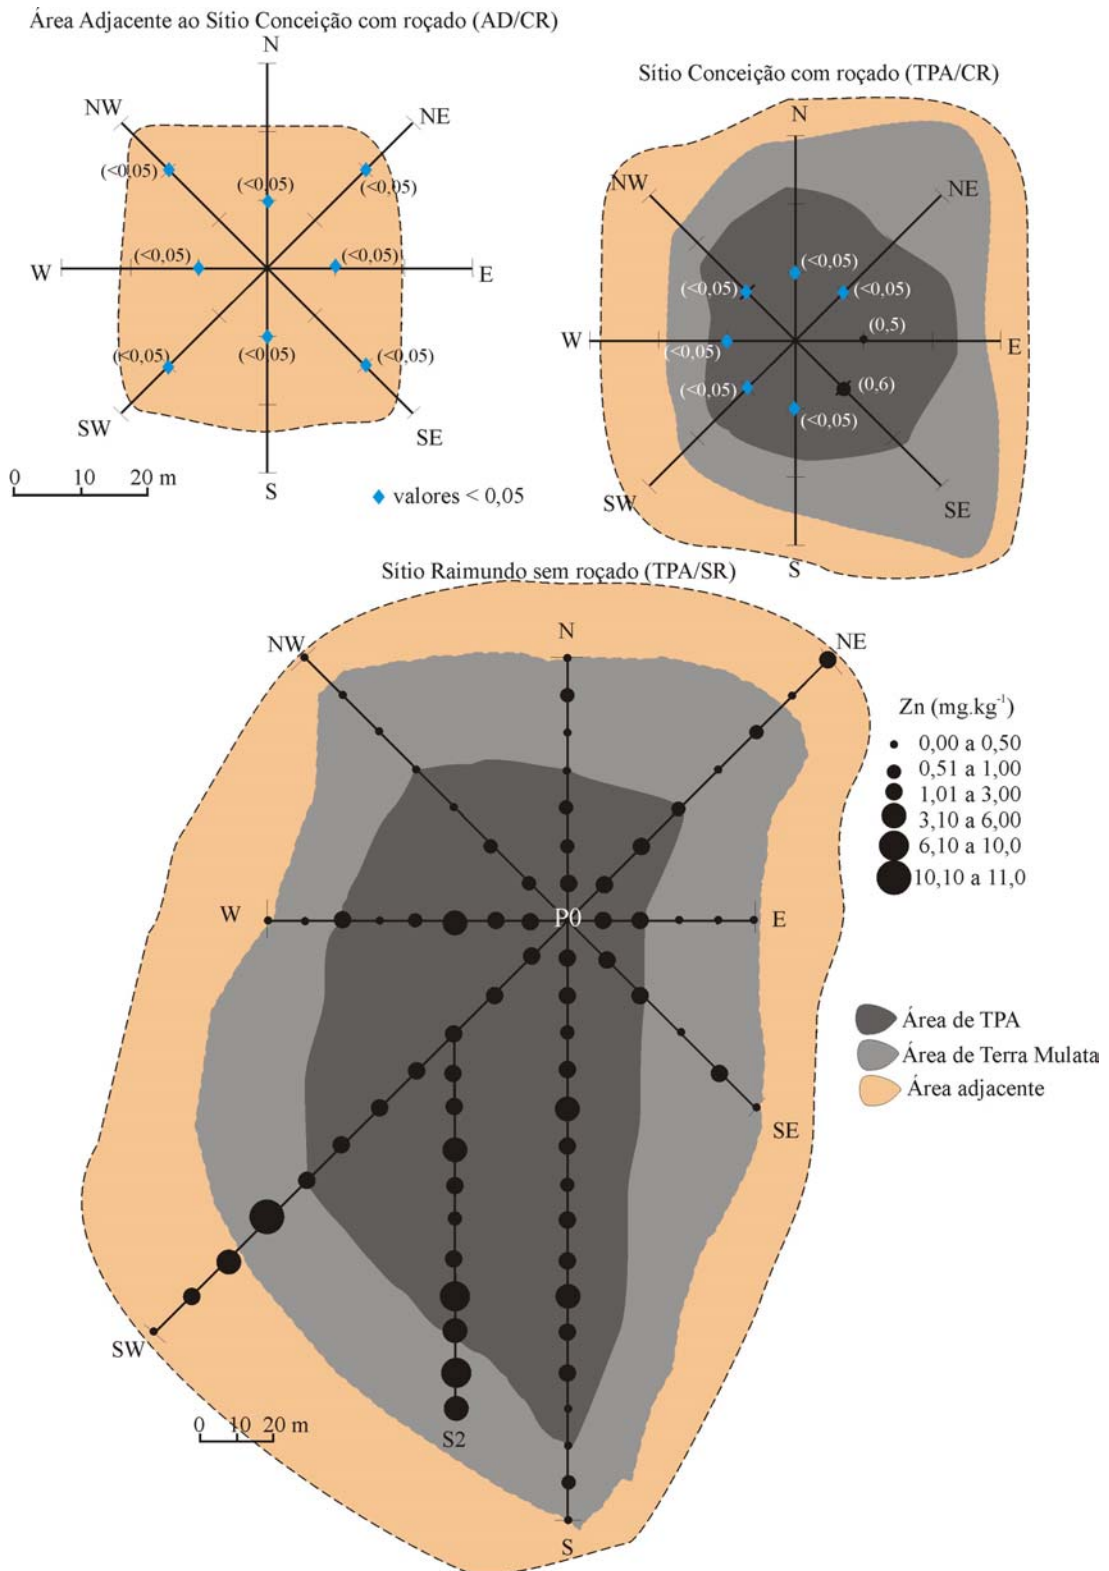 Área Adjacente ao Sítio Conceição com roçado (AD/CR)
N
NW
NE
(<0,05)
(<0,05)
(<0,05)
(<0,05)
(<0,05)
W
E
(<0,05)
(<0,05)
(<0,05)
SW
SE
S
0 10 20 m
valores < 0,05
Sítio Conceição com roçado (TPA/CR)
N
NW
NE
(<0,05)
(<0,05)
(<0,05)
(0,5)
W
E
(<0,05)
(<0,05)
(0,6)
(<0,05)
SW
SE
S
Sítio Raimundo sem roçado (TPA/SR)
N
NW
NE
Zn (mg.kg⁻¹)
0,00 a 0,50
0,51 a 1,00
1,01 a 3,00
3,10 a 6,00
6,10 a 10,0
10,10 a 11,0
W
P0
E
Área de TPA
Área de Terra Mulata
Área adjacente
SE
SW
0 10 20 m
S2
S